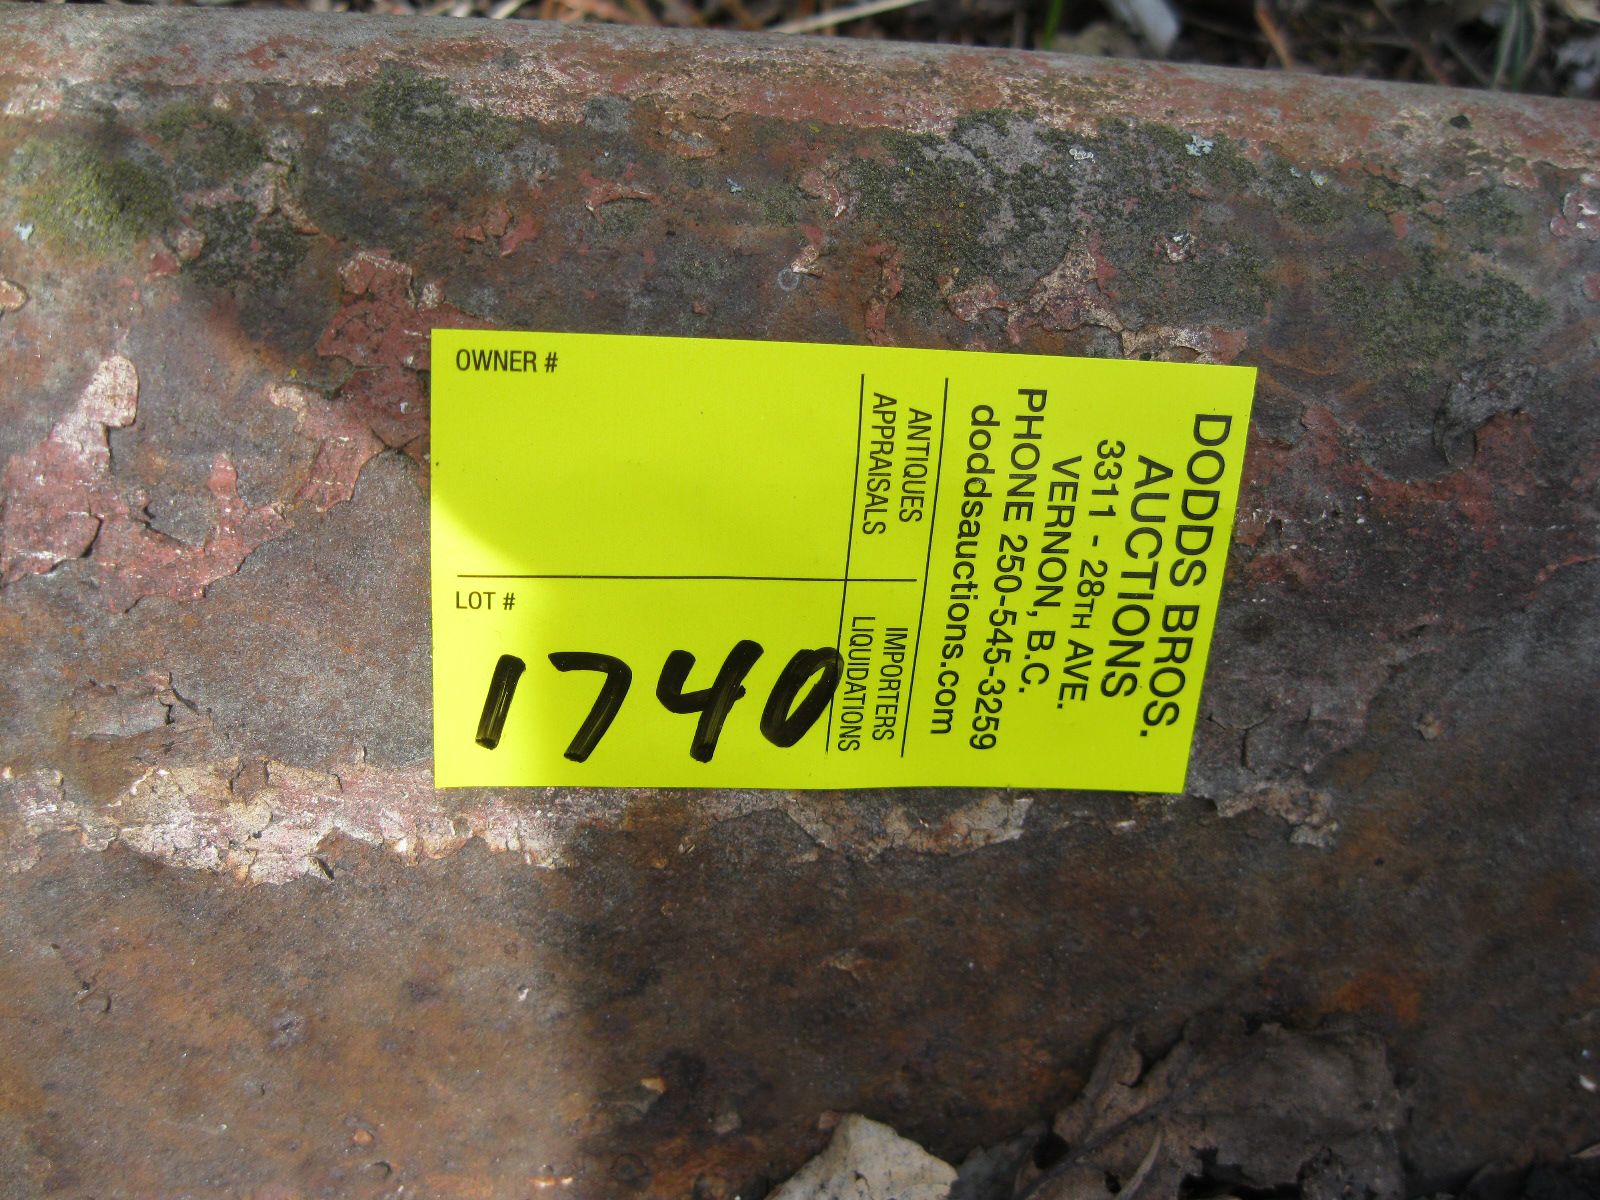 DODDS BROS.
AUCTIONS
3311 - 28TH AVE.
VERNON, B.C.
PHONE 250-545-3259
doddsauctions.com
ANTIQUES
APPRAISALS
IMPORTERS
LIQUIDATIONS
OWNER #
LOT #
1740